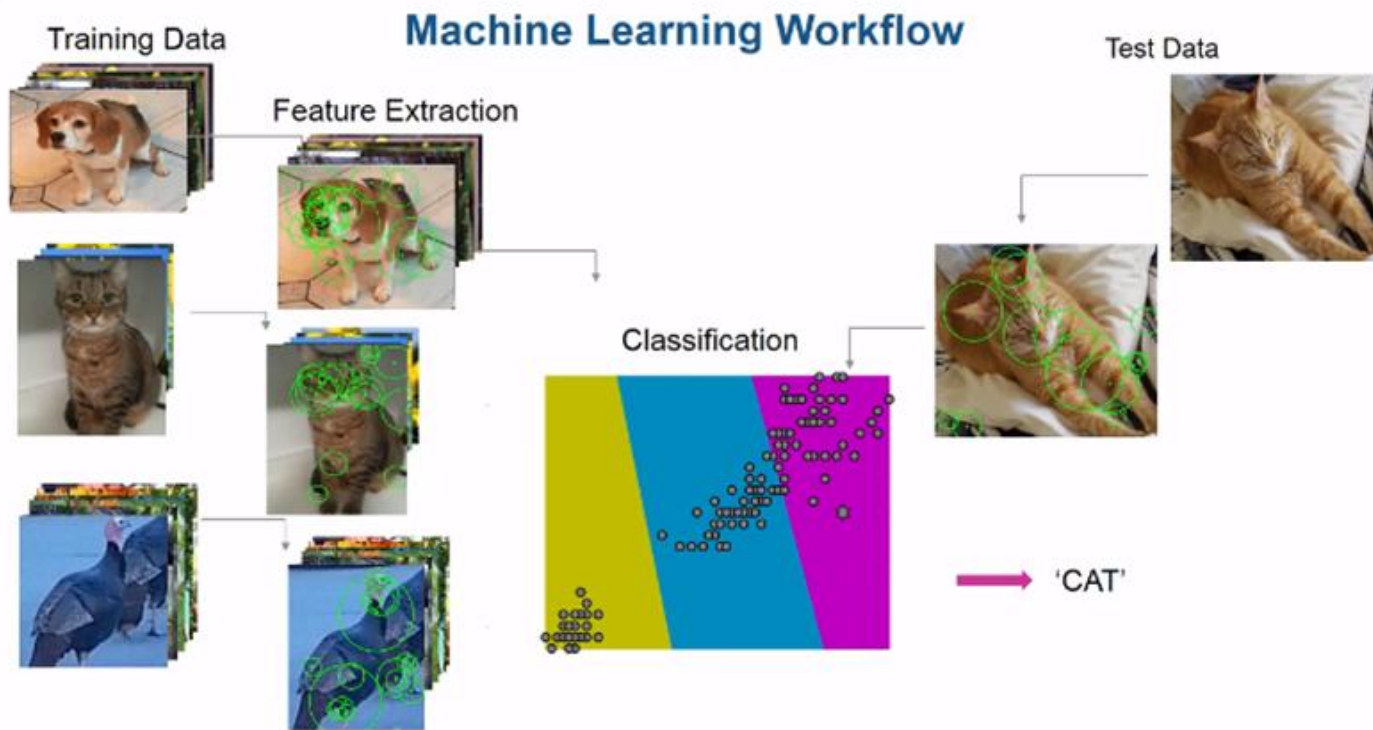 Machine Learning Workflow
Training Data
Test Data
Feature Extraction
Classification
‘CAT’